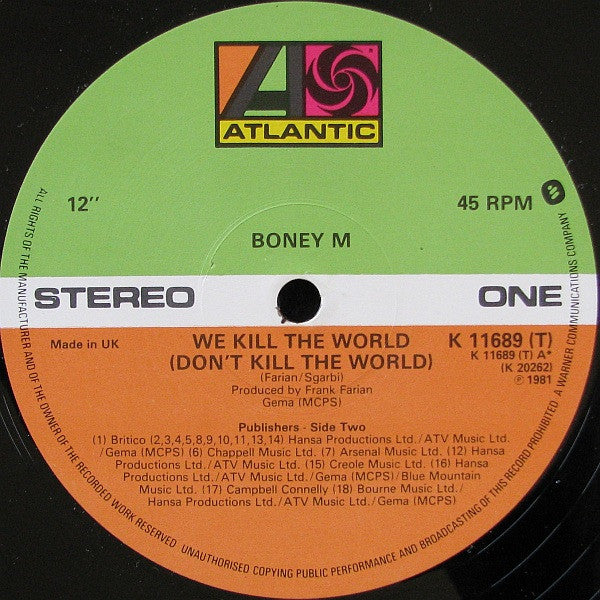 ATLANTIC
12"
45 RPM
BONEY M
STEREO
ONE
Made in UK
WE KILL THE WORLD
(DON'T KILL THE WORLD)
(Farian/Sgarbi)
Produced by Frank Farian
Gema (MCPS)
K 11689 (T)
K 11689 (T) A*
(K 20262)
℗ 1981
Publishers - Side Two
(1) Britico (2,3,4,5,8,9,10,11,13,14) Hansa Productions Ltd./ATV Music Ltd.
/Gema (MCPS) (6) Chappell Music Ltd. (7) Arsenal Music Ltd. (12) Hansa
Productions Ltd./ATV Music Ltd. (15) Creole Music Ltd. (16) Hansa
Productions Ltd./ATV Music Ltd./Gema (MCPS)/Blue Mountain
Music Ltd. (17) Campbell Connelly (18) Bourne Music Ltd./
Hansa Productions Ltd./ATV Music Ltd./Gema (MCPS)
ALL RIGHTS OF THE MANUFACTURER AND OF THE OWNER OF THE RECORDED WORK RESERVED. UNAUTHORISED COPYING PUBLIC PERFORMANCE AND BROADCASTING OF THIS RECORD PROHIBITED. A WARNER COMMUNICATIONS COMPANY